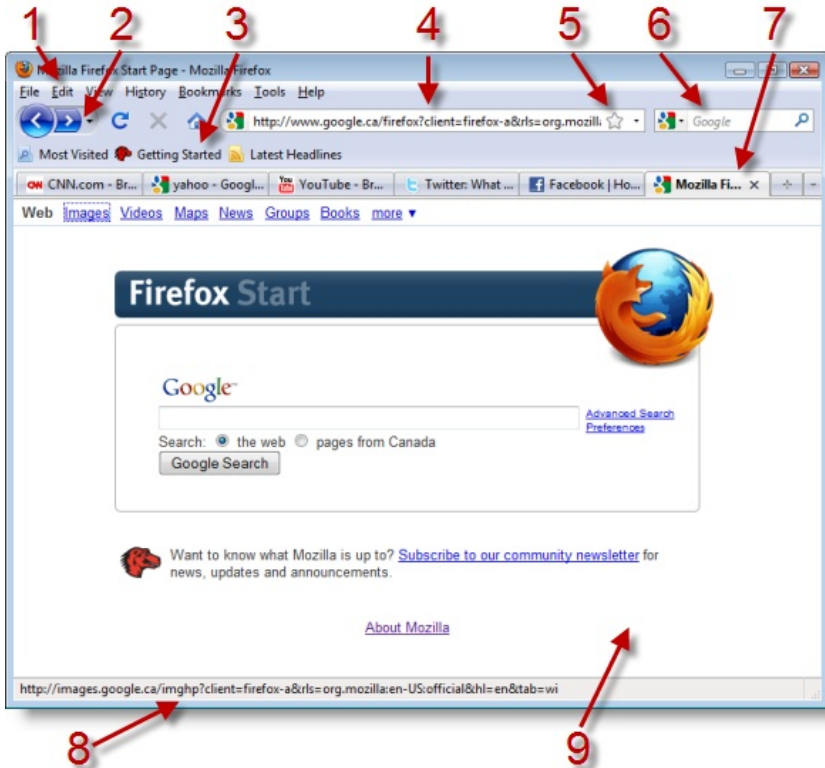 1 2 3 4 5 6 7
Mozilla Firefox Start Page - Mozilla Firefox
File Edit View History Bookmarks Tools Help
http://www.google.ca/firefox?client=firefox-a&rls=org.mozill: Google
Most Visited Getting Started Latest Headlines
CNN.com - Br... yahoo - Googl... You Tube YouTube - Br... Twitter: What ... Facebook | Ho... Mozilla Fi...
Web Images Videos Maps News Groups Books more ▼
Firefox Start
Google
Advanced Search
Preferences
Search: the web pages from Canada
Google Search
Want to know what Mozilla is up to? Subscribe to our community newsletter for
news, updates and announcements.
About Mozilla
http://images.google.ca/imghp?client=firefox-a&rls=org.mozilla:en-US:official&hl=en&tab=wi
8 9